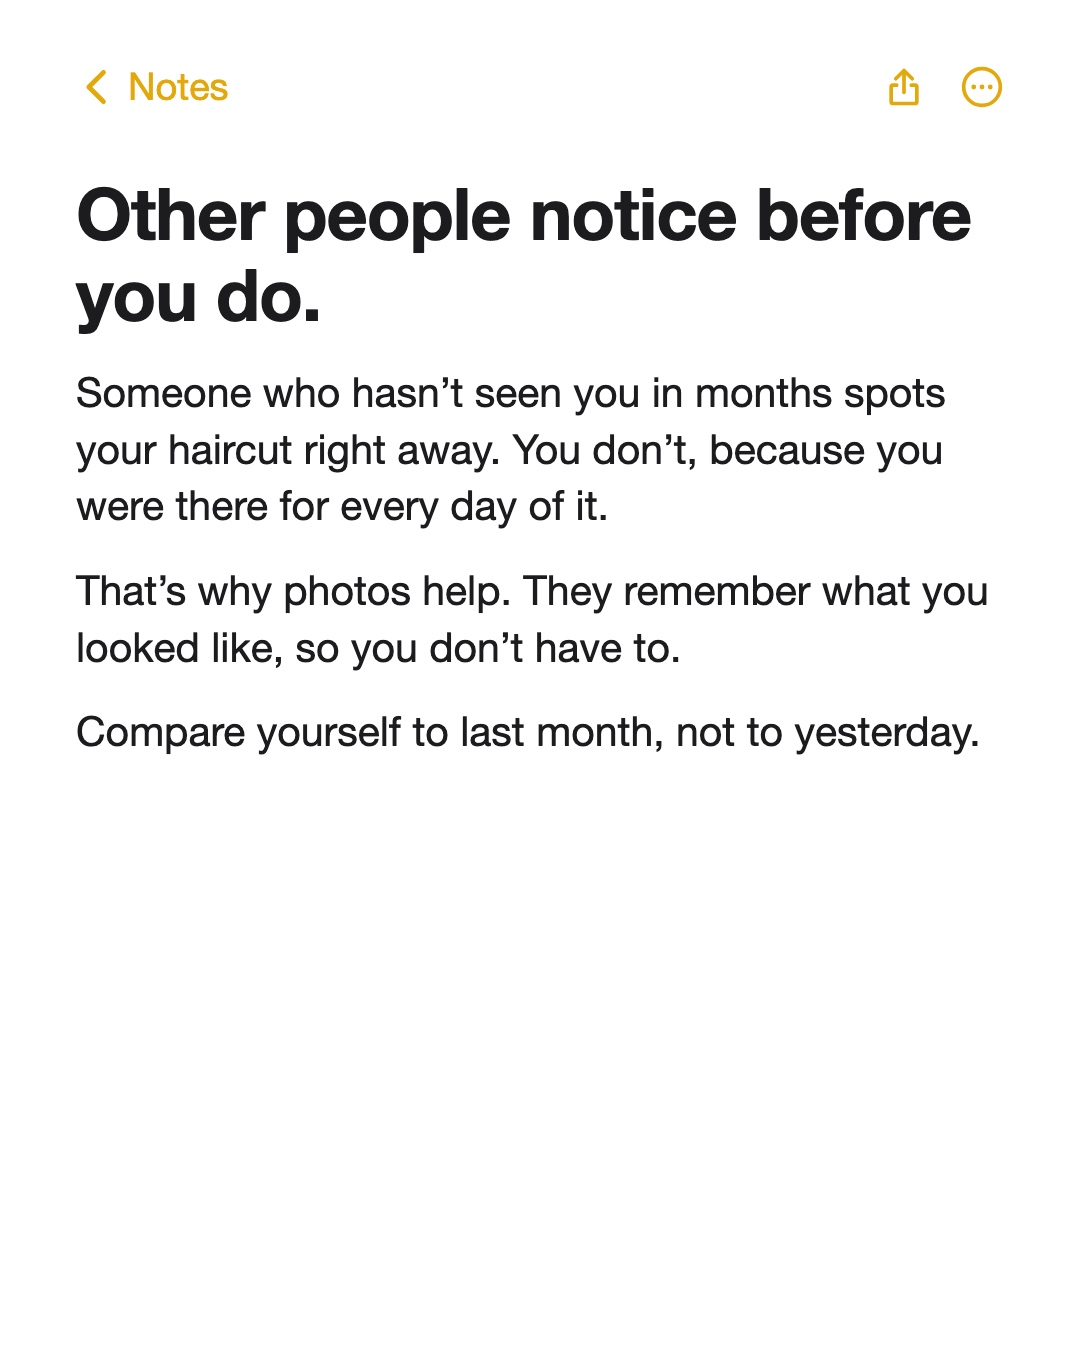 Notes
Other people notice before
you do.
Someone who hasn’t seen you in months spots
your haircut right away. You don’t, because you
were there for every day of it.
That’s why photos help. They remember what you
looked like, so you don’t have to.
Compare yourself to last month, not to yesterday.